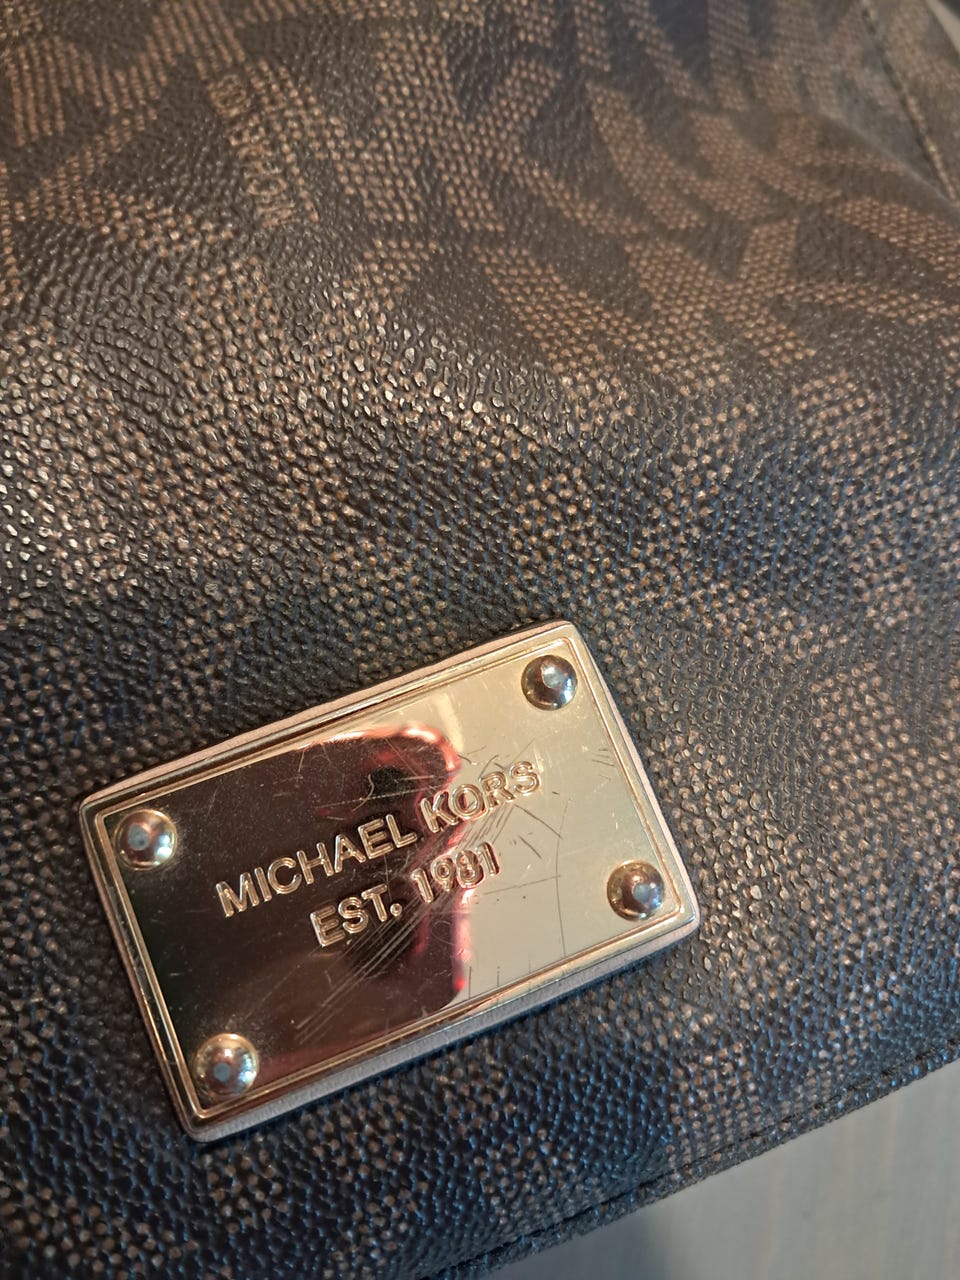 MICHAEL KORS
EST. 1981